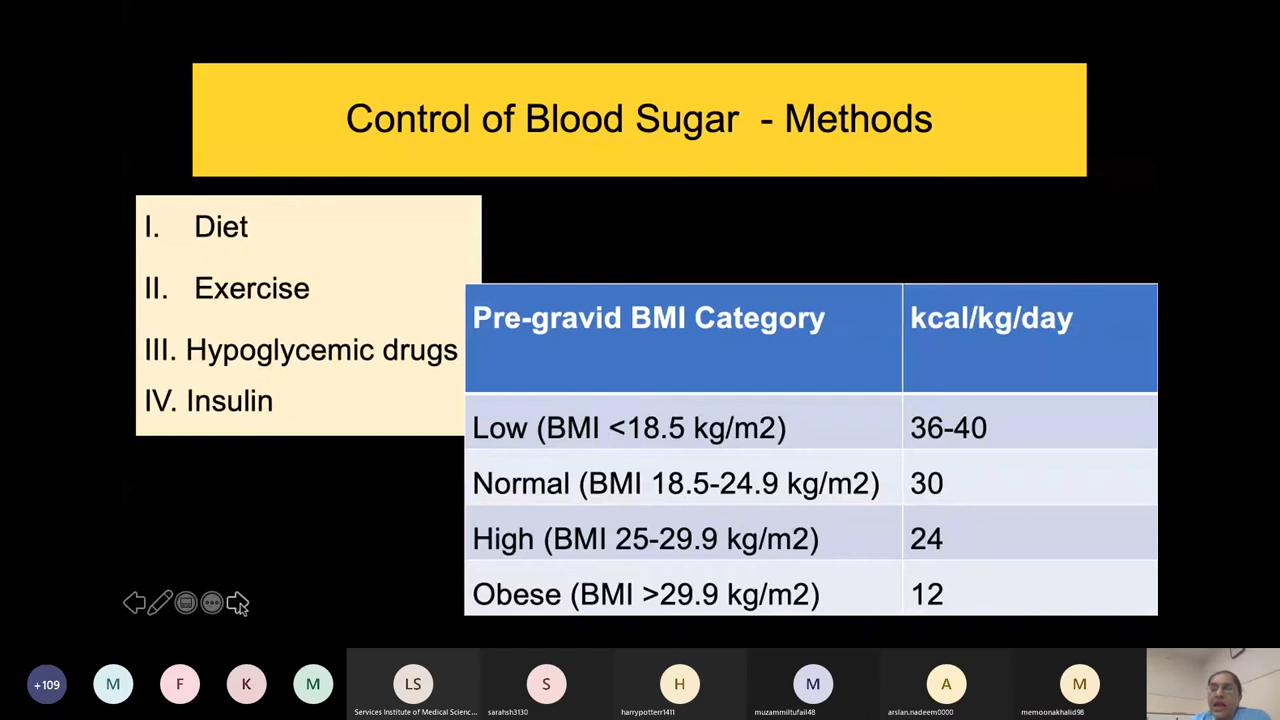 Control of Blood Sugar - Methods
I. Diet
II. Exercise
III. Hypoglycemic drugs
IV. Insulin
Pre-gravid BMI Category kcal/kg/day
Low (BMI <18.5 kg/m2) 36-40
Normal (BMI 18.5-24.9 kg/m2) 30
High (BMI 25-29.9 kg/m2) 24
Obese (BMI >29.9 kg/m2) 12
+109 M F K M LS S H M A M
Services Institute of Medical Scienc... sarahsh3130 harrypotterr1411 muzammiltufail48 arslan.nadeem0000 memoonakhalid98